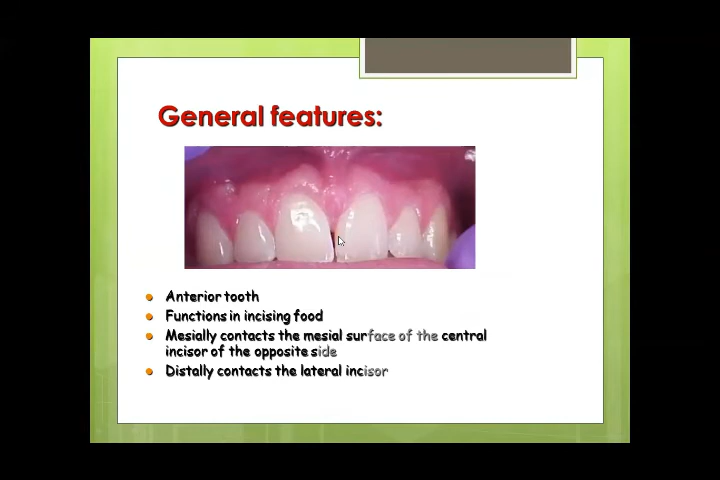 General features:
Anterior tooth
Functions in incising food
Mesially contacts the mesial surface of the central
incisor of the opposite side
Distally contacts the lateral incisor